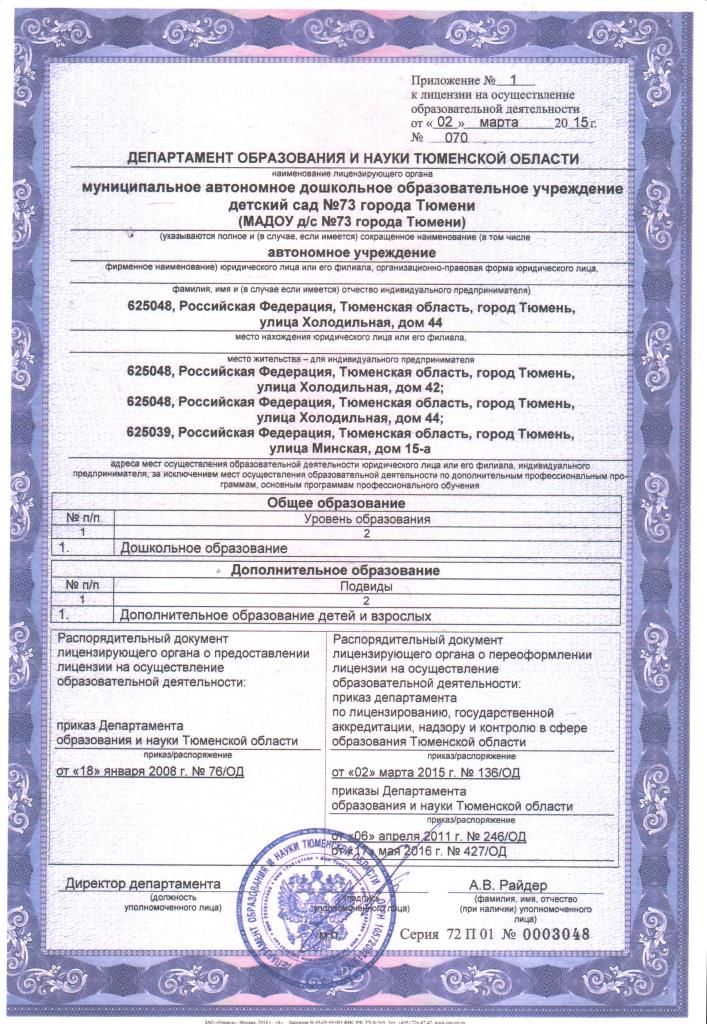 Приложение № 1
к лицензии на осуществление
образовательной деятельности
от «02» марта 2015г.
№ 070
ДЕПАРТАМЕНТ ОБРАЗОВАНИЯ И НАУКИ ТЮМЕНСКОЙ ОБЛАСТИ
наименование лицензирующего органа
муниципальное автономное дошкольное образовательное учреждение
детский сад №73 города Тюмени
(МАДОУ д/с №73 города Тюмени)
(указываются полное и (в случае, если имеется) сокращенное наименование (в том числе
автономное учреждение
фирменное наименование) юридического лица или его филиала, организационно-правовая форма юридического лица,
фамилия, имя и (в случае если имеется) отчество индивидуального предпринимателя)
625048, Российская Федерация, Тюменская область, город Тюмень,
улица Холодильная, дом 44
место нахождения юридического лица или его филиала,
место жительства – для индивидуального предпринимателя
625048, Российская Федерация, Тюменская область, город Тюмень,
улица Холодильная, дом 42;
625048, Российская Федерация, Тюменская область, город Тюмень,
улица Холодильная, дом 44;
625039, Российская Федерация, Тюменская область, город Тюмень,
улица Минская, дом 15-а
адреса мест осуществления образовательной деятельности юридического лица или его филиала, индивидуального
предпринимателя, за исключением мест осуществления образовательной деятельности по дополнительным профессиональным про-
граммам, основным программам профессионального обучения
Общее образование
№ п/п Уровень образования
1 2
1. Дошкольное образование
Дополнительное образование
№ п/п Подвиды
1 2
1. Дополнительное образование детей и взрослых
Распорядительный документ
лицензирующего органа о предоставлении
лицензии на осуществление
образовательной деятельности:
приказ Департамента
образования и науки Тюменской области
приказ/распоряжение
от «18» января 2008 г. № 76/ОД
Распорядительный документ
лицензирующего органа о переоформлении
лицензии на осуществление
образовательной деятельности:
приказ департамента
по лицензированию, государственной
аккредитации, надзору и контролю в сфере
образования Тюменской области
приказ/распоряжение
от «02» марта 2015 г. № 136/ОД
приказы Департамента
образования и науки Тюменской области
приказ/распоряжение
от «06» апреля 2011 г. № 246/ОД
от «17» мая 2016 г. № 427/ОД
Директор департамента
(должность
уполномоченного лица)
(подпись
уполномоченного лица)
А.В. Райдер
(фамилия, имя, отчество
(при наличии) уполномоченного
лица)
М.П.
Серия 72 П 01 № 0003048
ДЕПАРТАМЕНТ ОБРАЗОВАНИЯ И НАУКИ ТЮМЕНСКОЙ ОБЛАСТИ